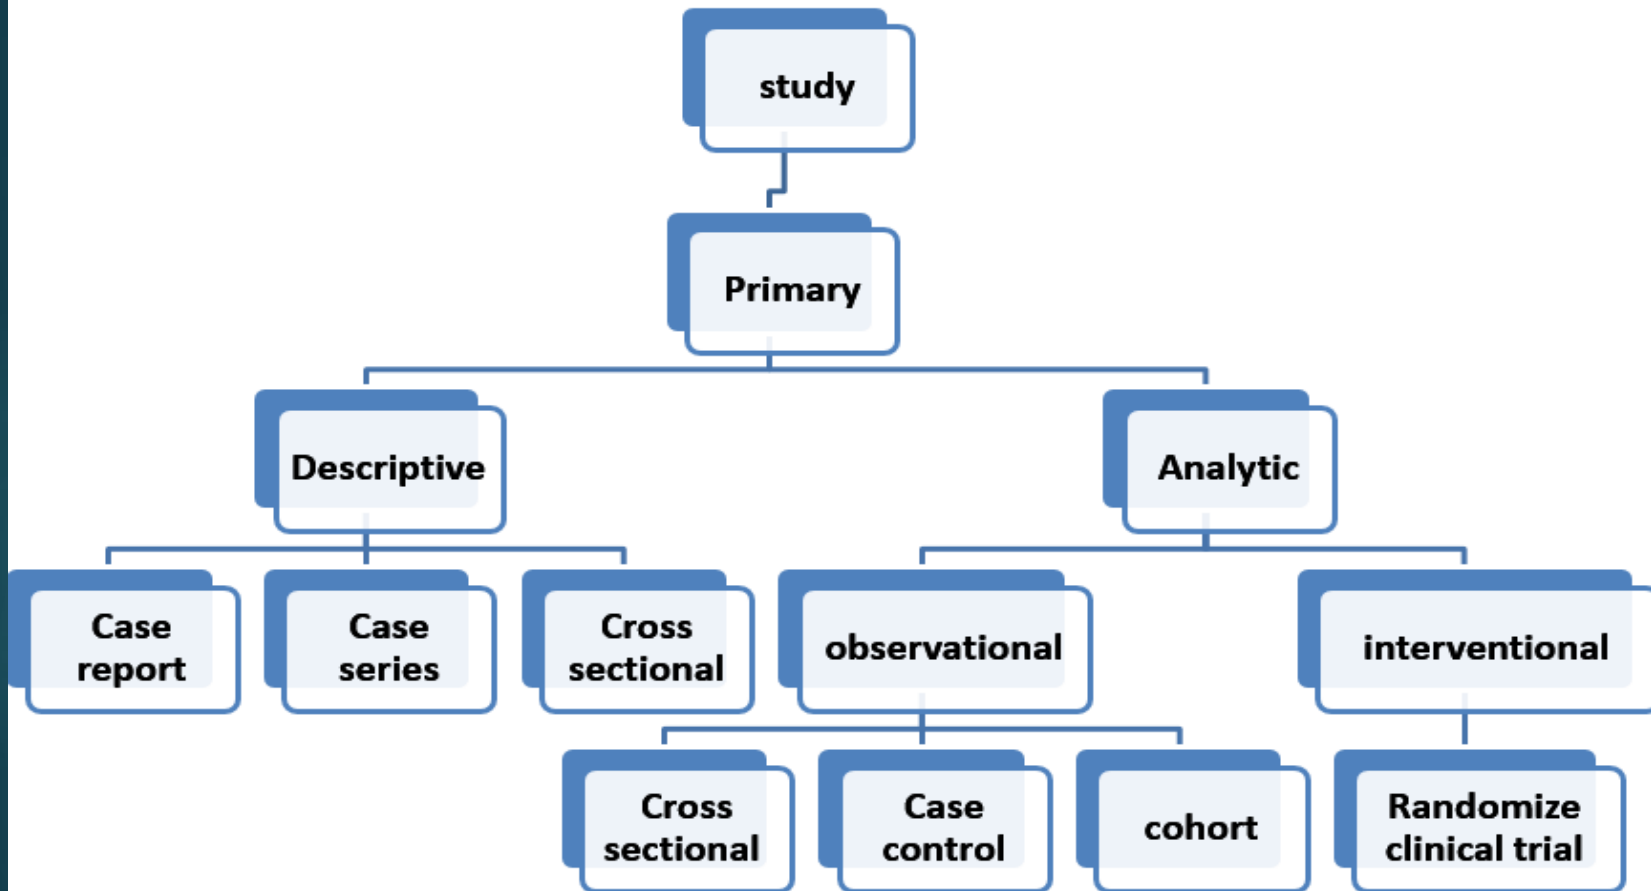 study
Primary
Descriptive
Analytic
Case
report
Case
series
Cross
sectional
observational
interventional
Cross
sectional
Case
control
cohort
Randomize
clinical trial